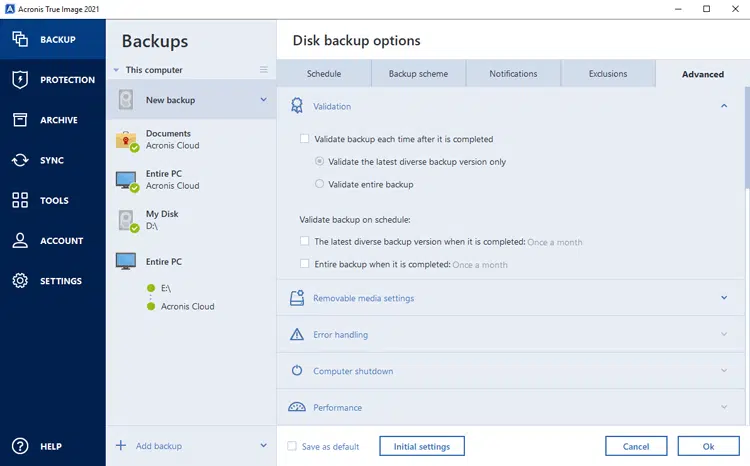 Acronis True Image 2021
BACKUP
PROTECTION
ARCHIVE
SYNC
TOOLS
ACCOUNT
SETTINGS
HELP
Backups
This computer
New backup
Documents
Acronis Cloud
Entire PC
Acronis Cloud
My Disk
D:\
Entire PC
E:\
Acronis Cloud
Add backup
Disk backup options
Schedule
Backup scheme
Notifications
Exclusions
Advanced
Validation
Validate backup each time after it is completed
Validate the latest diverse backup version only
Validate entire backup
Validate backup on schedule:
The latest diverse backup version when it is completed: Once a month
Entire backup when it is completed: Once a month
Removable media settings
Error handling
Computer shutdown
Performance
Save as default
Initial settings
Cancel
Ok